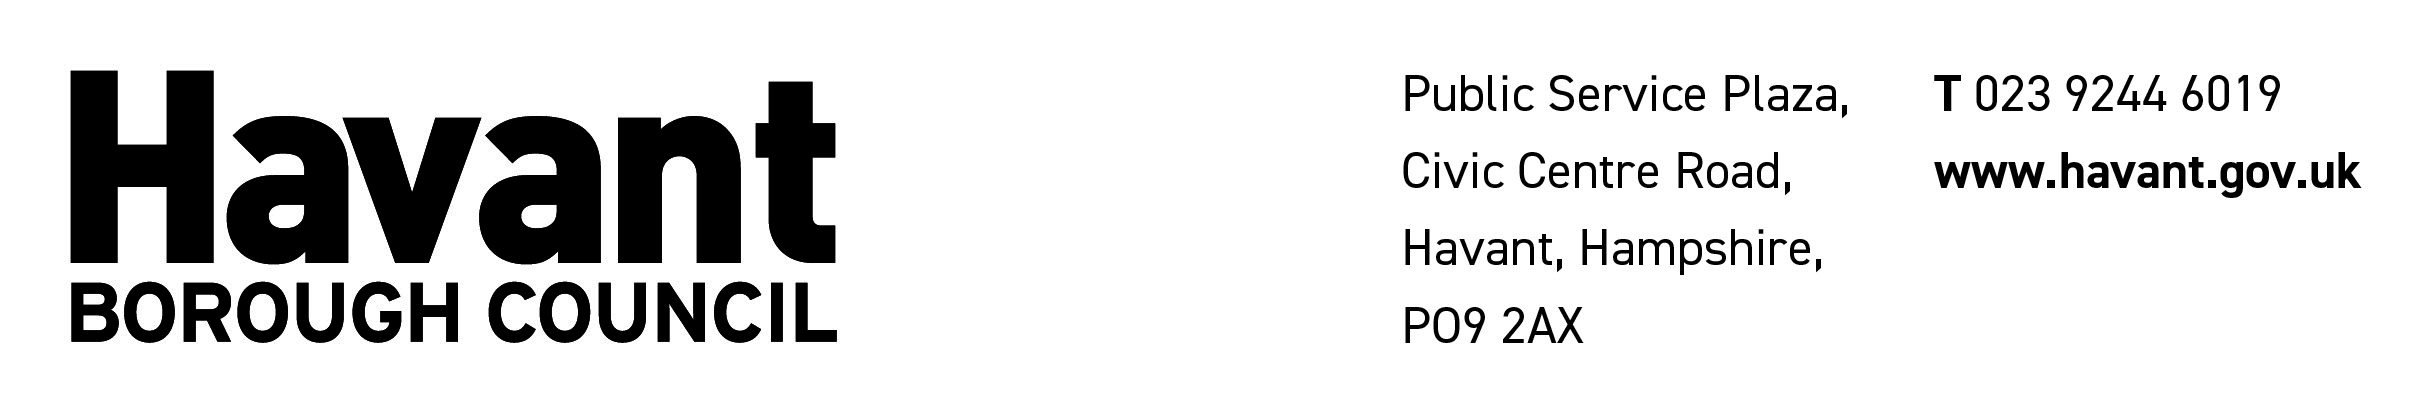 Havant
BOROUGH COUNCIL
Public Service Plaza,
Civic Centre Road,
Havant, Hampshire,
PO9 2AX
T 023 9244 6019
www.havant.gov.uk